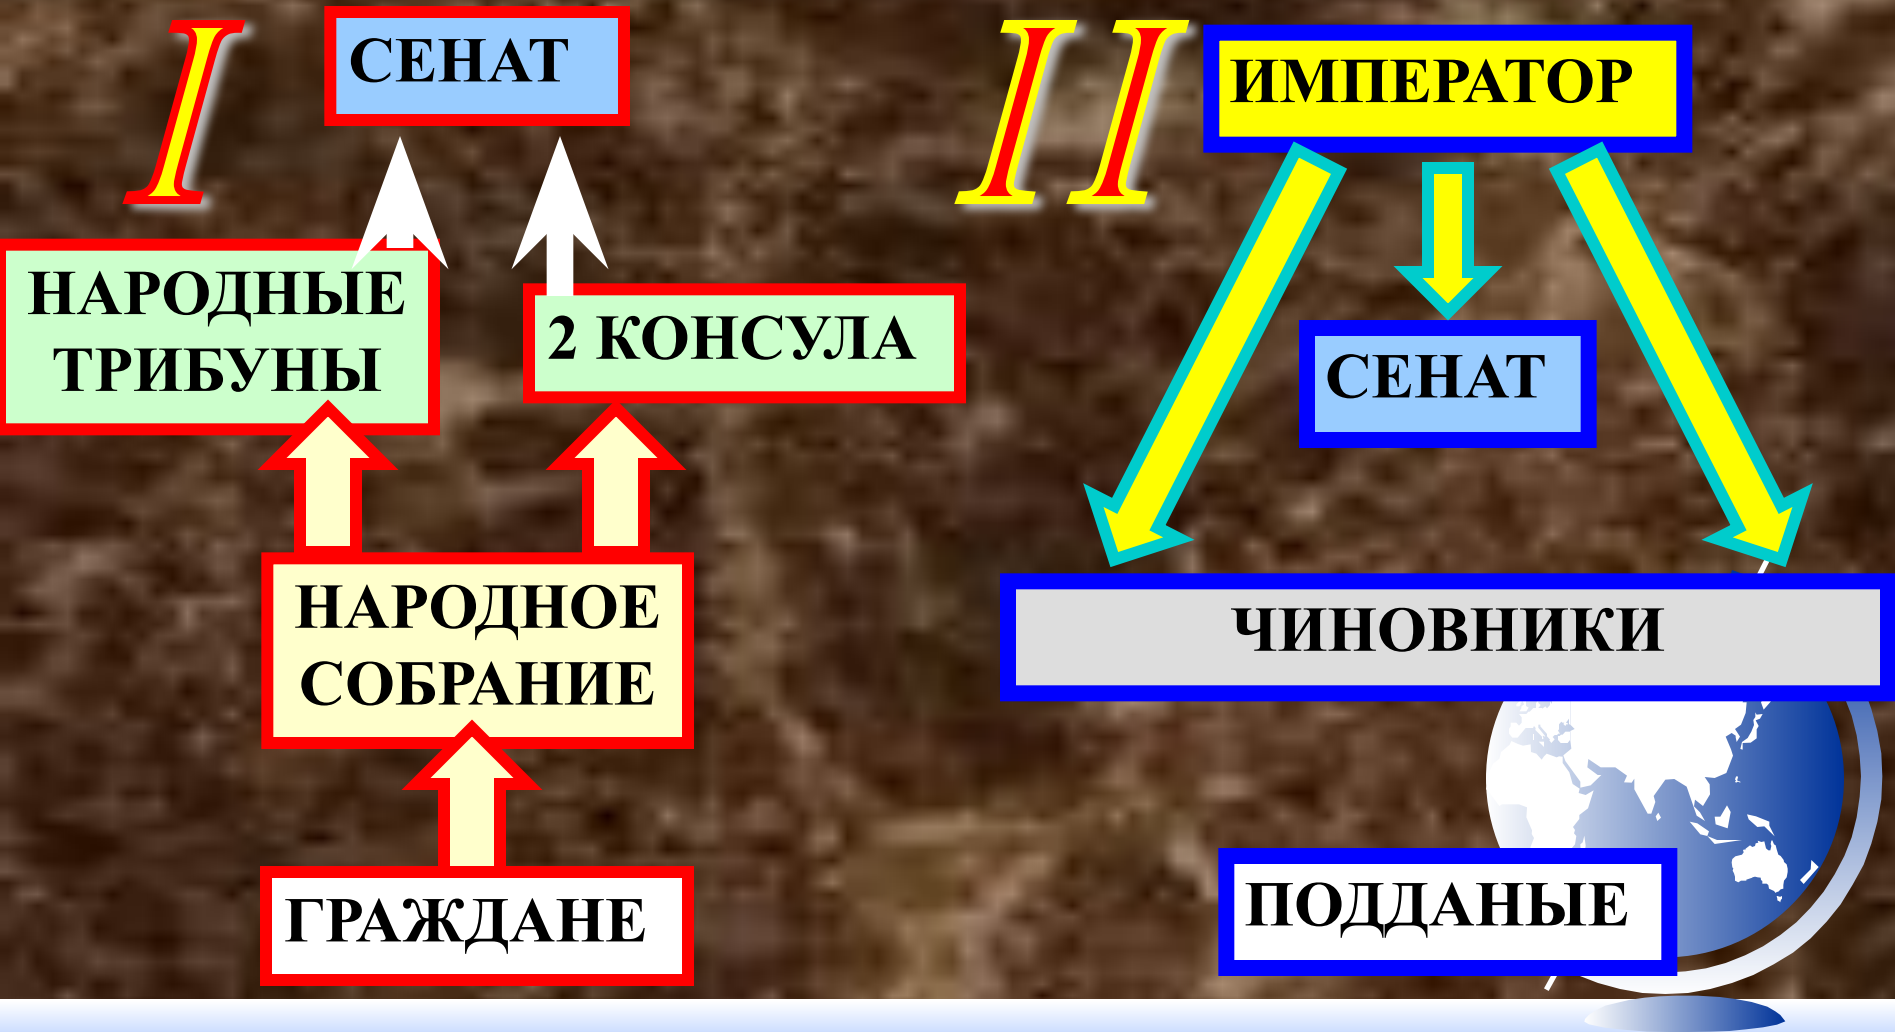 I
СЕНАТ
НАРОДНЫЕ
ТРИБУНЫ
2 КОНСУЛА
НАРОДНОЕ
СОБРАНИЕ
ГРАЖДАНЕ
II
ИМПЕРАТОР
СЕНАТ
ЧИНОВНИКИ
ПОДДАНЫЕ